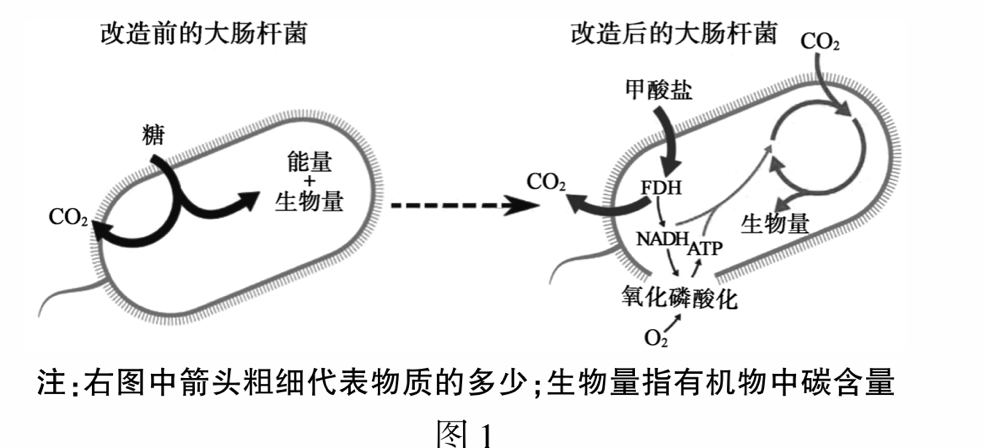 改造前的大肠杆菌
改造后的大肠杆菌
CO₂
甲酸盐
糖
能量
+
生物量
CO₂
FDH
CO₂
生物量
NADH
ATP
氧化磷酸化
O₂
注:右图中箭头粗细代表物质的多少;生物量指有机物中碳含量
图1